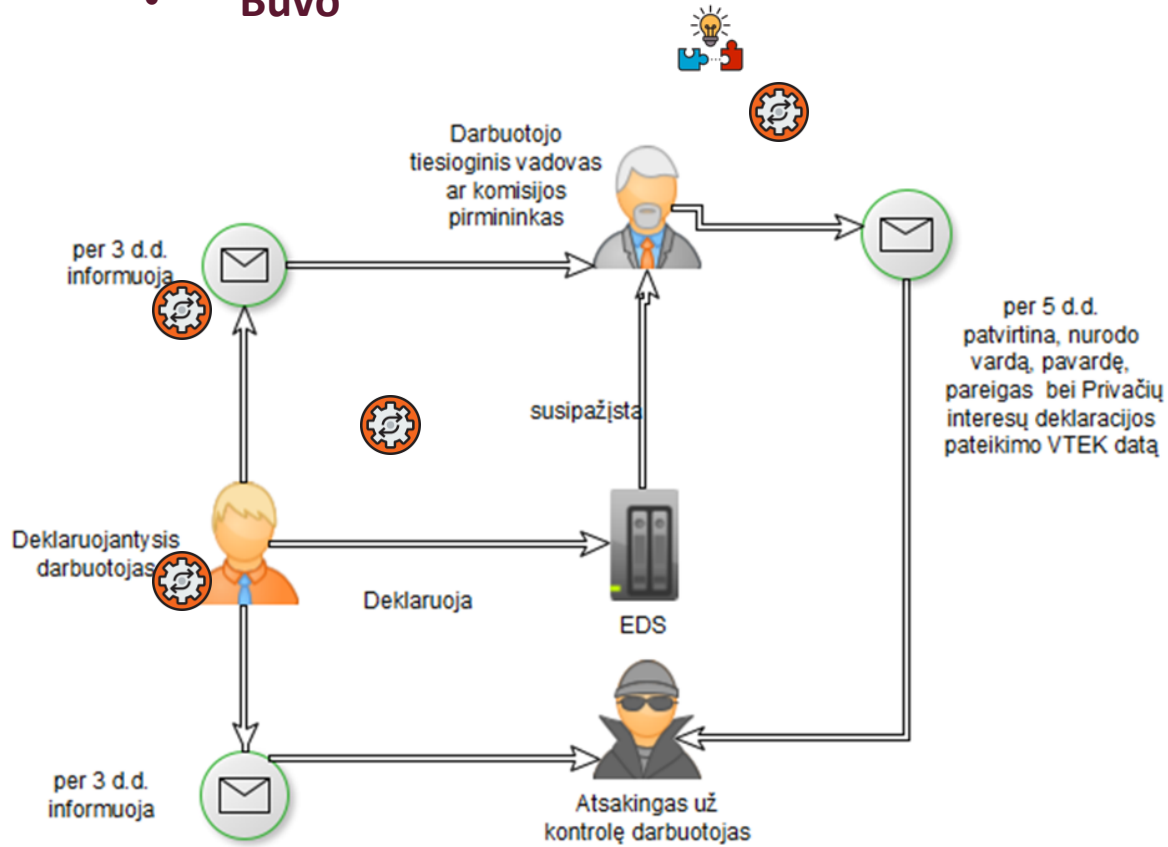 • Buvo
Darbuotojo
tiesioginis vadovas
ar komisijos
pirmininkas
per 3 d.d.
informuoja
per 5 d.d.
patvirtina, nurodo
vardą, pavardę,
pareigas bei Privačių
interesų deklaracijos
pateikimo VTEK datą
susipažįsta
Deklaruojantysis
darbuotojas
Deklaruoja
EDS
per 3 d.d.
informuoja
Atsakingas už
kontrolę darbuotojas